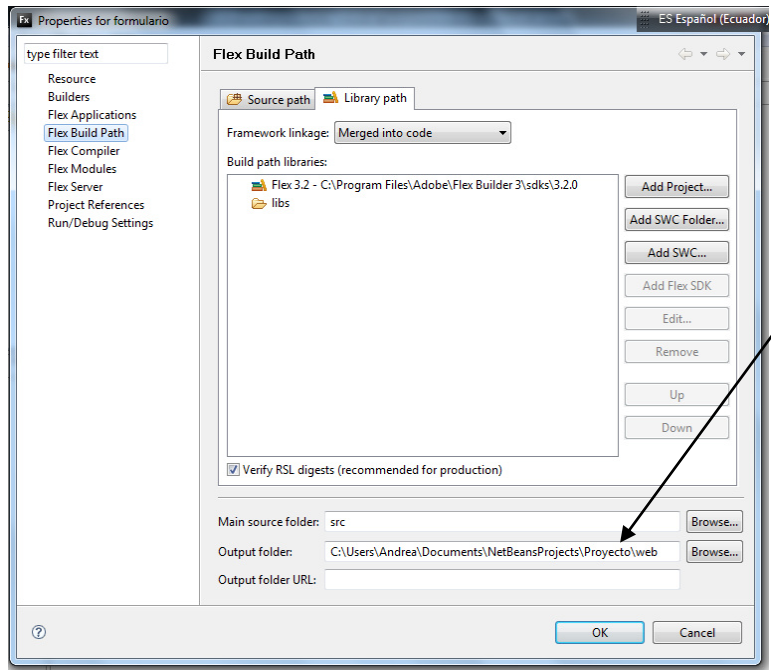 Properties for formulario
ES Español (Ecuador)
type filter text
Resource
Builders
Flex Applications
Flex Build Path
Flex Compiler
Flex Modules
Flex Server
Project References
Run/Debug Settings
Flex Build Path
Source path
Library path
Framework linkage: Merged into code
Build path libraries:
Flex 3.2 - C:\Program Files\Adobe\Flex Builder 3\sdks\3.2.0
libs
Add Project...
Add SWC Folder...
Add SWC...
Add Flex SDK
Edit...
Remove
Up
Down
Verify RSL digests (recommended for production)
Main source folder: src Browse...
Output folder: C:\Users\Andrea\Documents\NetBeansProjects\Proyecto\web Browse...
Output folder URL:
OK Cancel